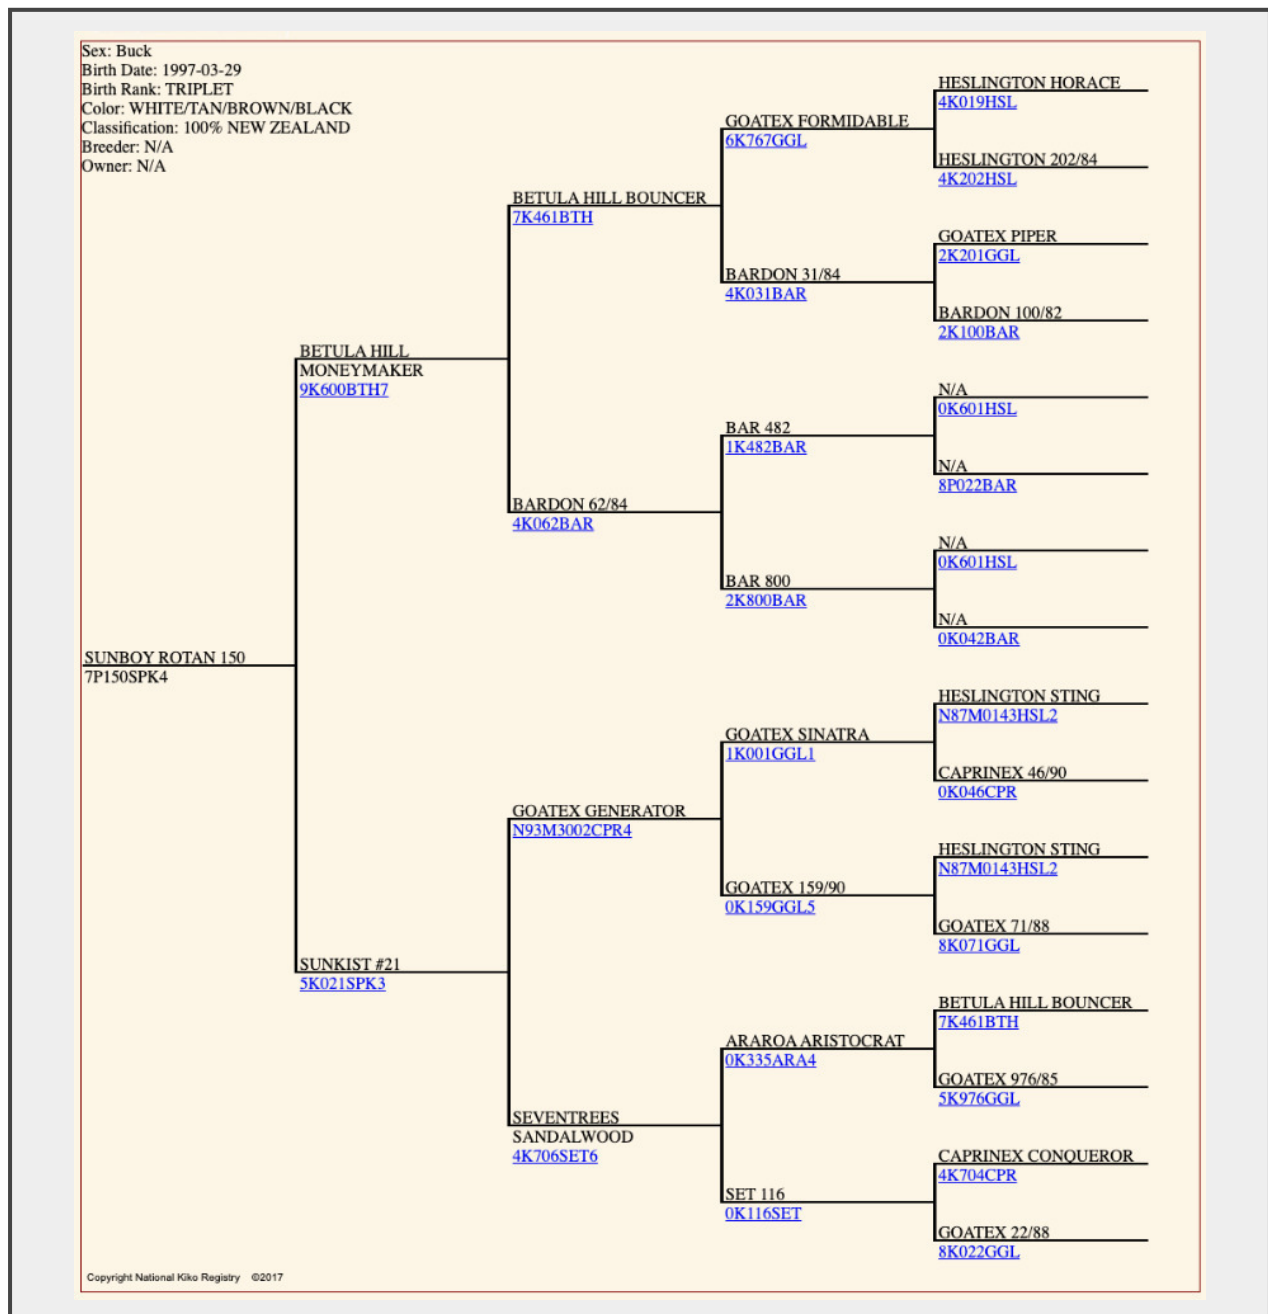 Sex: Buck
Birth Date: 1997-03-29
Birth Rank: TRIPLET
Color: WHITE/TAN/BROWN/BLACK
Classification: 100% NEW ZEALAND
Breeder: N/A
Owner: N/A
SUNBOY ROTAN 150
7P150SPK4
BETULA HILL
MONEYMAKER
9K600BTH7
SUNKIST #21
5K021SPK3
BETULA HILL BOUNCER
7K461BTH
BARDON 62/84
4K062BAR
GOATEX GENERATOR
N93M3002CPR4
SEVENTREES
SANDALWOOD
4K706SET6
GOATEX FORMIDABLE
6K767GGL
BARDON 31/84
4K031BAR
BAR 482
1K482BAR
BAR 800
2K800BAR
GOATEX SINATRA
1K001GGL1
GOATEX 159/90
0K159GGL5
ARAROA ARISTOCRAT
0K335ARA4
SET 116
0K116SET
HESLINGTON HORACE
4K019HSL
HESLINGTON 202/84
4K202HSL
GOATEX PIPER
2K201GGL
BARDON 100/82
2K100BAR
N/A
0K601HSL
N/A
8P022BAR
N/A
0K601HSL
N/A
0K042BAR
HESLINGTON STING
N87M0143HSL2
CAPRINEX 46/90
0K046CPR
HESLINGTON STING
N87M0143HSL2
GOATEX 71/88
8K071GGL
BETULA HILL BOUNCER
7K461BTH
GOATEX 976/85
5K976GGL
CAPRINEX CONQUEROR
4K704CPR
GOATEX 22/88
8K022GGL
Copyright National Kiko Registry ©2017